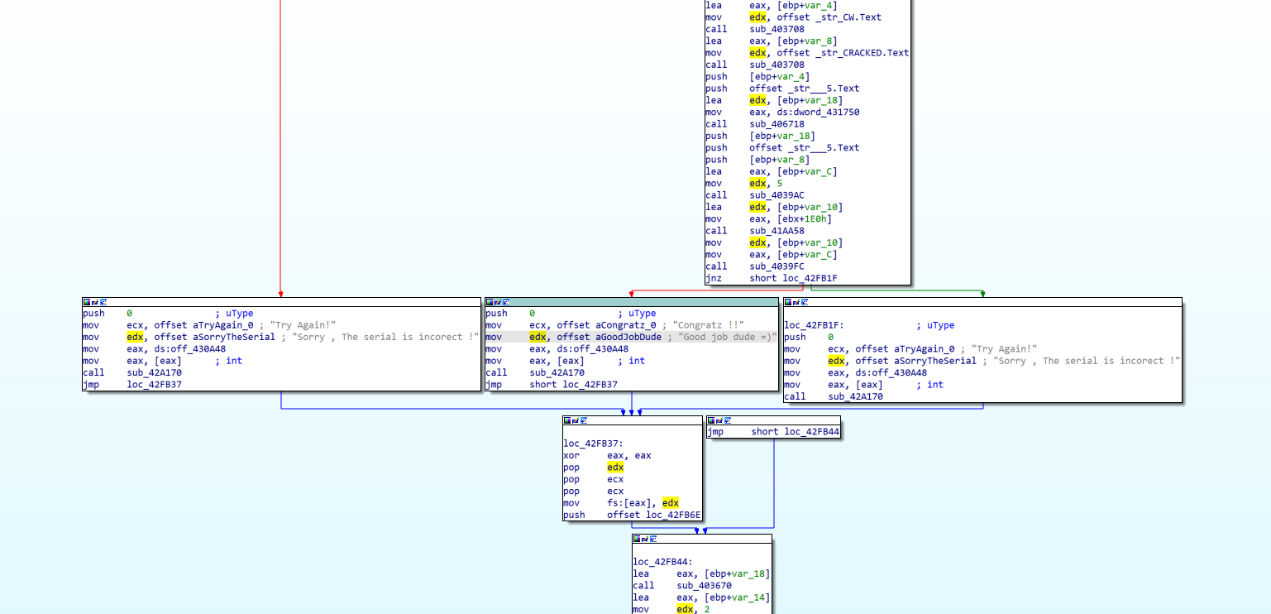 lea eax, [ebp+var_4]
mov edx, offset _str_CW.Text
call sub_403708
lea eax, [ebp+var_8]
mov edx, offset _str_CRACKED.Text
call sub_403708
push [ebp+var_4]
push offset _str___5.Text
lea edx, [ebp+var_18]
mov eax, ds:dword_431750
call sub_406718
push [ebp+var_18]
push offset _str___5.Text
push [ebp+var_8]
lea eax, [ebp+var_C]
mov edx, 5
call sub_4039AC
lea edx, [ebp+var_10]
mov eax, [ebx+1E0h]
call sub_41AA58
mov edx, [ebp+var_10]
mov eax, [ebp+var_C]
call sub_4039FC
jnz short loc_42FB1F
push 0 ; uType
mov ecx, offset aTryAgain_0 ; "Try Again!"
mov edx, offset aSorryTheSerial ; "Sorry , The serial is incorect !"
mov eax, ds:off_430A48
mov eax, [eax] ; int
call sub_42A170
jmp loc_42FB37
push 0 ; uType
mov ecx, offset aCongratz_0 ; "Congratz !!"
mov edx, offset aGoodJobDude ; "Good job dude =)"
mov eax, ds:off_430A48
mov eax, [eax] ; int
call sub_42A170
jmp short loc_42FB37
loc_42FB1F: ; uType
push 0
mov ecx, offset aTryAgain_0 ; "Try Again!"
mov edx, offset aSorryTheSerial ; "Sorry , The serial is incorect !"
mov eax, ds:off_430A48
mov eax, [eax] ; int
call sub_42A170
loc_42FB37:
xor eax, eax
pop edx
pop ecx
pop ecx
mov fs:[eax], edx
push offset loc_42FB6E
jmp short loc_42FB44
loc_42FB44:
lea eax, [ebp+var_18]
call sub_403670
lea eax, [ebp+var_14]
mov edx, 2